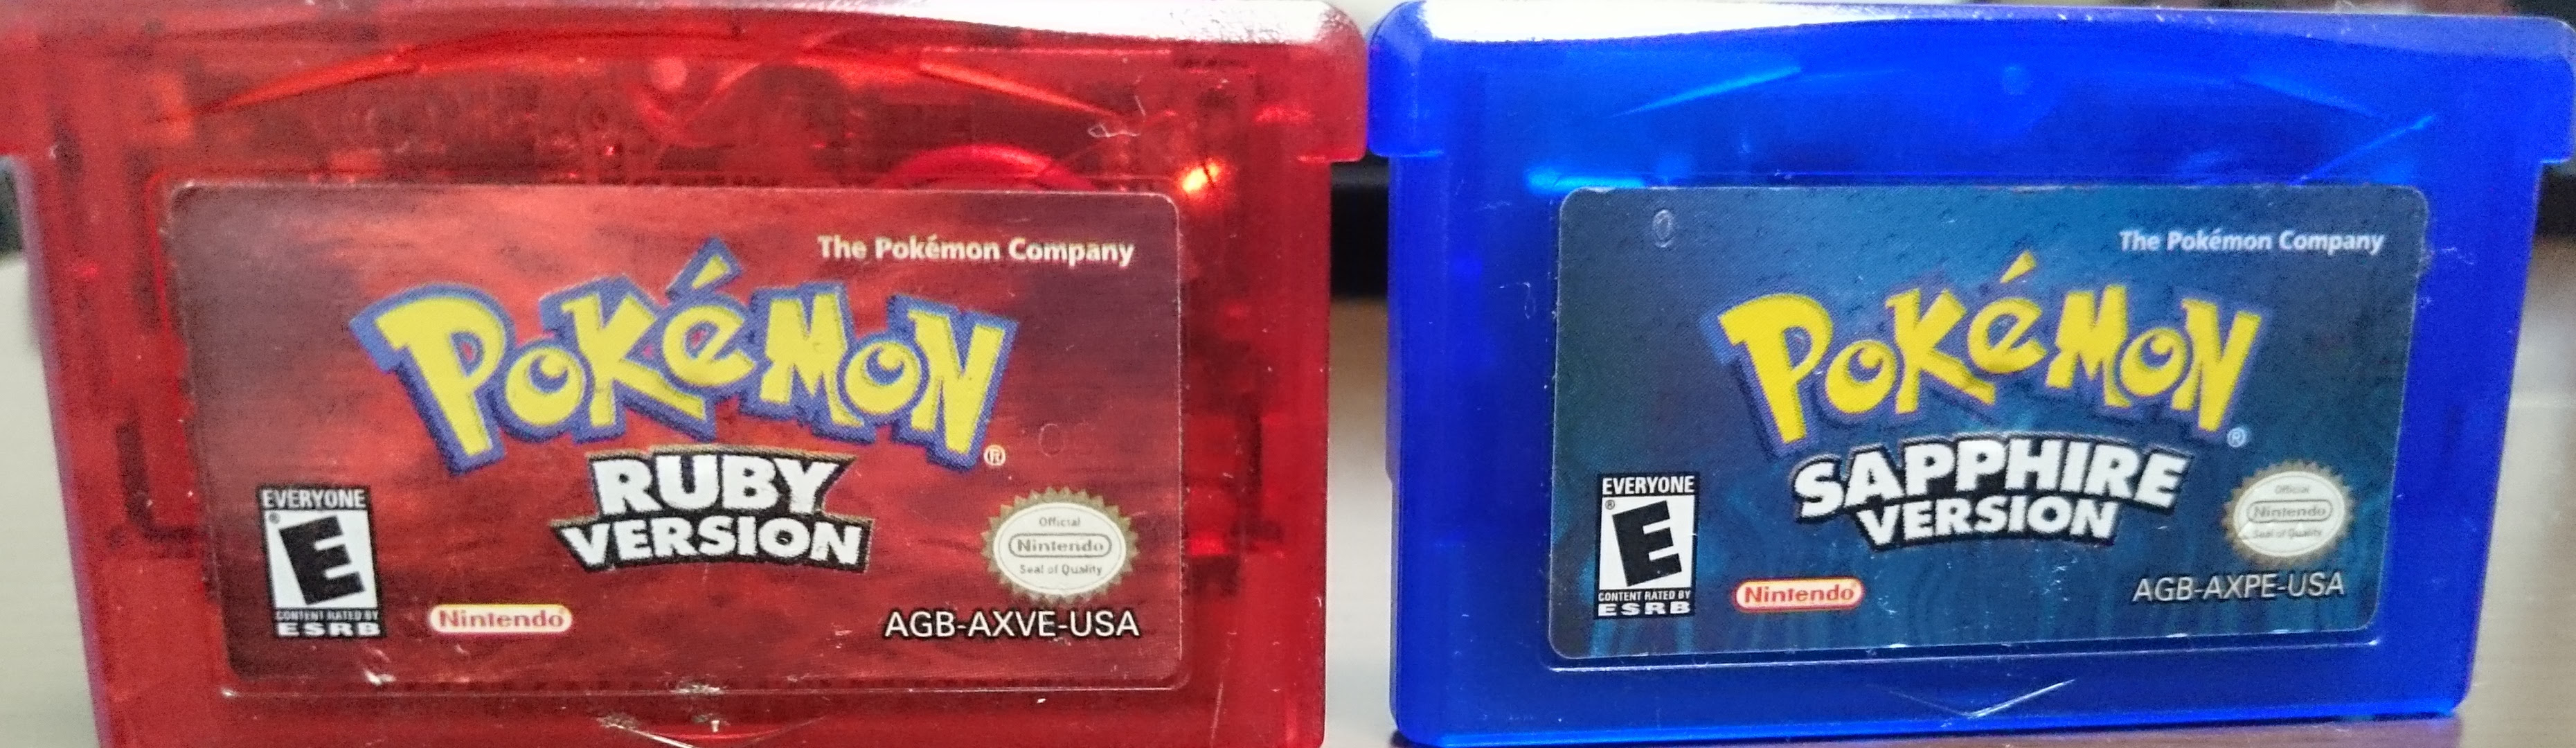 The Pokémon Company
POKéMON
®
RUBY
VERSION
EVERYONE
E
®
CONTENT RATED BY
ESRB
Nintendo®
Official
Nintendo
Seal of Quality
AGB-AXVE-USA
0
The Pokémon Company
POKéMON
®
SAPPHIRE
VERSION
EVERYONE
E
®
CONTENT RATED BY
ESRB
Nintendo®
Official
Nintendo
Seal of Quality
AGB-AXPE-USA